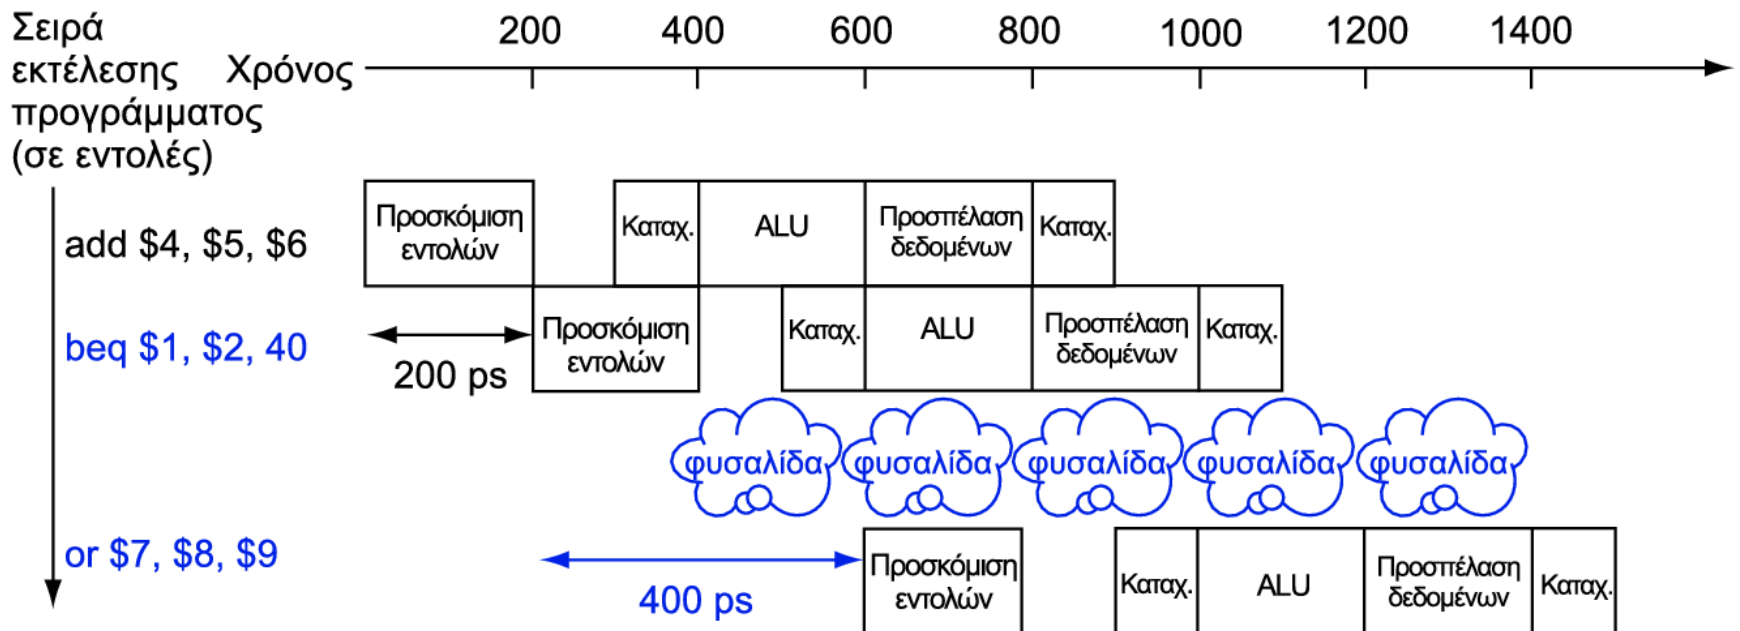 Σειρά
εκτέλεσης Χρόνος
προγράμματος
(σε εντολές)
200 400 600 800 1000 1200 1400
add $4, $5, $6
Προσκόμιση
εντολών
Καταχ.
ALU
Προσπέλαση
δεδομένων
Καταχ.
beq $1, $2, 40
200 ps
Προσκόμιση
εντολών
Καταχ.
ALU
Προσπέλαση
δεδομένων
Καταχ.
φυσαλίδα φυσαλίδα φυσαλίδα φυσαλίδα φυσαλίδα
or $7, $8, $9
400 ps
Προσκόμιση
εντολών
Καταχ.
ALU
Προσπέλαση
δεδομένων
Καταχ.